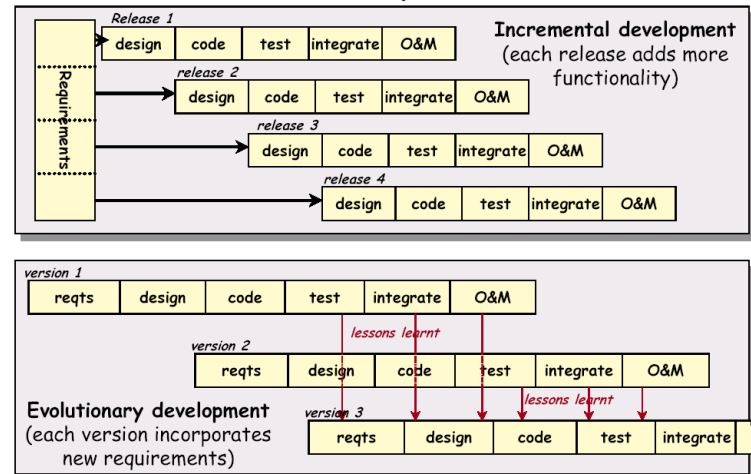 Release 1
design code test integrate O&M
Incremental development
(each release adds more
functionality)
Requirements
release 2
design code test integrate O&M
release 3
design code test integrate O&M
release 4
design code test integrate O&M
version 1
reqts design code test integrate O&M
lessons learnt
version 2
reqts design code test integrate O&M
lessons learnt
Evolutionary development
(each version incorporates
new requirements)
version 3
reqts design code test integrate